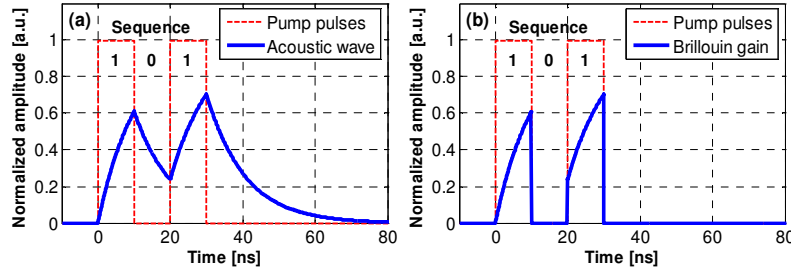 (a) Sequence
Pump pulses
Acoustic wave
1 0 1
Normalized amplitude [a.u.]
1
0.8
0.6
0.4
0.2
0
0 20 40 60 80
Time [ns]
(b) Sequence
Pump pulses
Brillouin gain
1 0 1
Normalized amplitude [a.u.]
1
0.8
0.6
0.4
0.2
0
0 20 40 60 80
Time [ns]